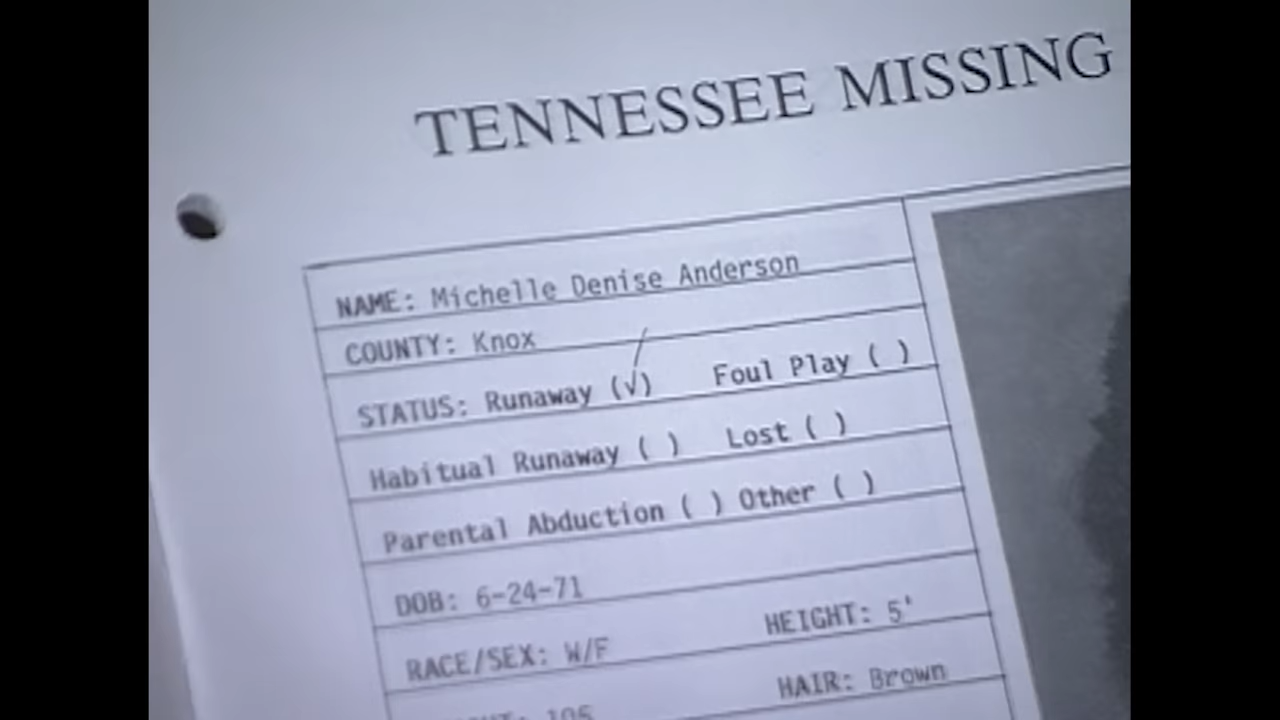 TENNESSEE MISSING
NAME: Michelle Denise Anderson
COUNTY: Knox
STATUS: Runaway (√) Foul Play ( )
Habitual Runaway ( ) Lost ( )
Parental Abduction ( ) Other ( )
DOB: 6-24-71
HEIGHT: 5'
RACE/SEX: W/F
HAIR: Brown
105